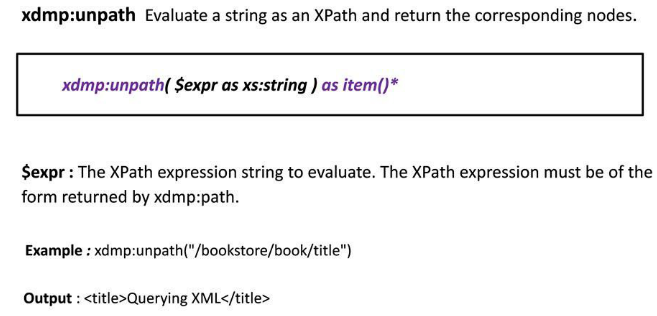 xdmp:unpath Evaluate a string as an XPath and return the corresponding nodes.
xdmp:unpath( $expr as xs:string ) as item()*
$expr : The XPath expression string to evaluate. The XPath expression must be of the
form returned by xdmp:path.
Example : xdmp:unpath("/bookstore/book/title")
Output : <title>Querying XML</title>